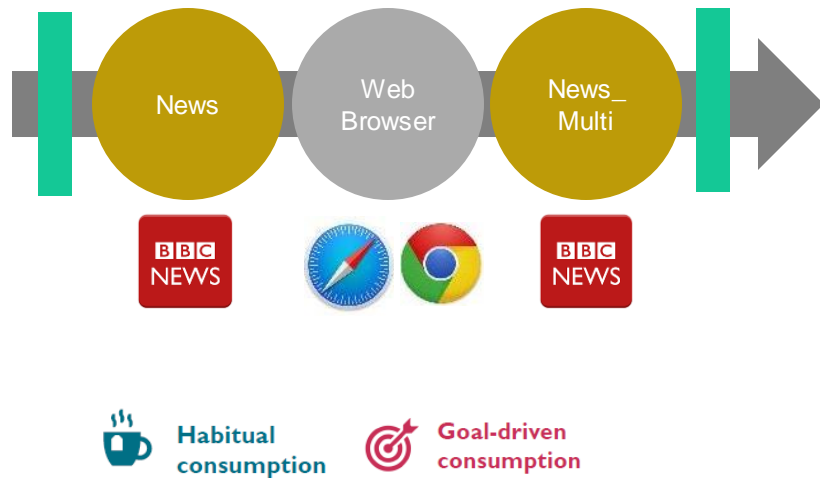 News
Web
Browser
News_
Multi
BBC
NEWS
BBC
NEWS
Habitual
consumption
Goal-driven
consumption